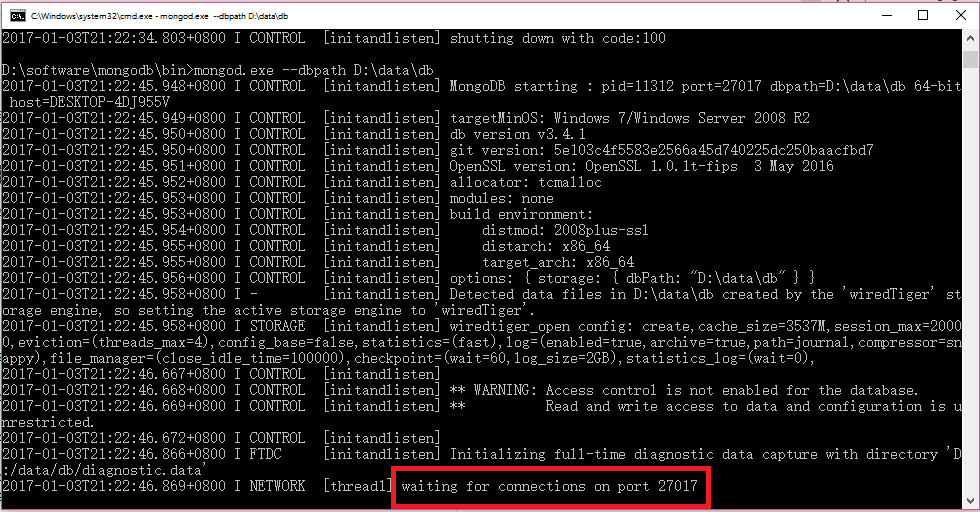 C:\Windows\system32\cmd.exe - mongod.exe --dbpath D:\data\db
2017-01-03T21:22:34.803+0800 I CONTROL  [initandlisten] shutting down with code:100
D:\software\mongodb\bin>mongod.exe --dbpath D:\data\db
2017-01-03T21:22:45.948+0800 I CONTROL  [initandlisten] MongoDB starting : pid=11312 port=27017 dbpath=D:\data\db 64-bit
host=DESKTOP-4DJ955V
2017-01-03T21:22:45.949+0800 I CONTROL  [initandlisten] targetMinOS: Windows 7/Windows Server 2008 R2
2017-01-03T21:22:45.950+0800 I CONTROL  [initandlisten] db version v3.4.1
2017-01-03T21:22:45.950+0800 I CONTROL  [initandlisten] git version: 5e103c4f5583e2566a45d740225dc250baacfbd7
2017-01-03T21:22:45.951+0800 I CONTROL  [initandlisten] OpenSSL version: OpenSSL 1.0.1t-fips  3 May 2016
2017-01-03T21:22:45.952+0800 I CONTROL  [initandlisten] allocator: tcmalloc
2017-01-03T21:22:45.953+0800 I CONTROL  [initandlisten] modules: none
2017-01-03T21:22:45.953+0800 I CONTROL  [initandlisten] build environment:
2017-01-03T21:22:45.954+0800 I CONTROL  [initandlisten]     distmod: 2008plus-ssl
2017-01-03T21:22:45.955+0800 I CONTROL  [initandlisten]     distarch: x86_64
2017-01-03T21:22:45.955+0800 I CONTROL  [initandlisten]     target_arch: x86_64
2017-01-03T21:22:45.956+0800 I CONTROL  [initandlisten] options: { storage: { dbPath: "D:\data\db" } }
2017-01-03T21:22:45.958+0800 I -        [initandlisten] Detected data files in D:\data\db created by the 'wiredTiger' st
orage engine, so setting the active storage engine to 'wiredTiger'.
2017-01-03T21:22:45.958+0800 I STORAGE  [initandlisten] wiredtiger_open config: create,cache_size=3537M,session_max=2000
0,eviction=(threads_max=4),config_base=false,statistics=(fast),log=(enabled=true,archive=true,path=journal,compressor=sn
appy),file_manager=(close_idle_time=100000),checkpoint=(wait=60,log_size=2GB),statistics_log=(wait=0),
2017-01-03T21:22:46.667+0800 I CONTROL  [initandlisten]
2017-01-03T21:22:46.668+0800 I CONTROL  [initandlisten] ** WARNING: Access control is not enabled for the database.
2017-01-03T21:22:46.669+0800 I CONTROL  [initandlisten] **          Read and write access to data and configuration is u
nrestricted.
2017-01-03T21:22:46.672+0800 I CONTROL  [initandlisten]
2017-01-03T21:22:46.866+0800 I FTDC     [initandlisten] Initializing full-time diagnostic data capture with directory 'D
:/data/db/diagnostic.data'
2017-01-03T21:22:46.869+0800 I NETWORK  [thread1] waiting for connections on port 27017